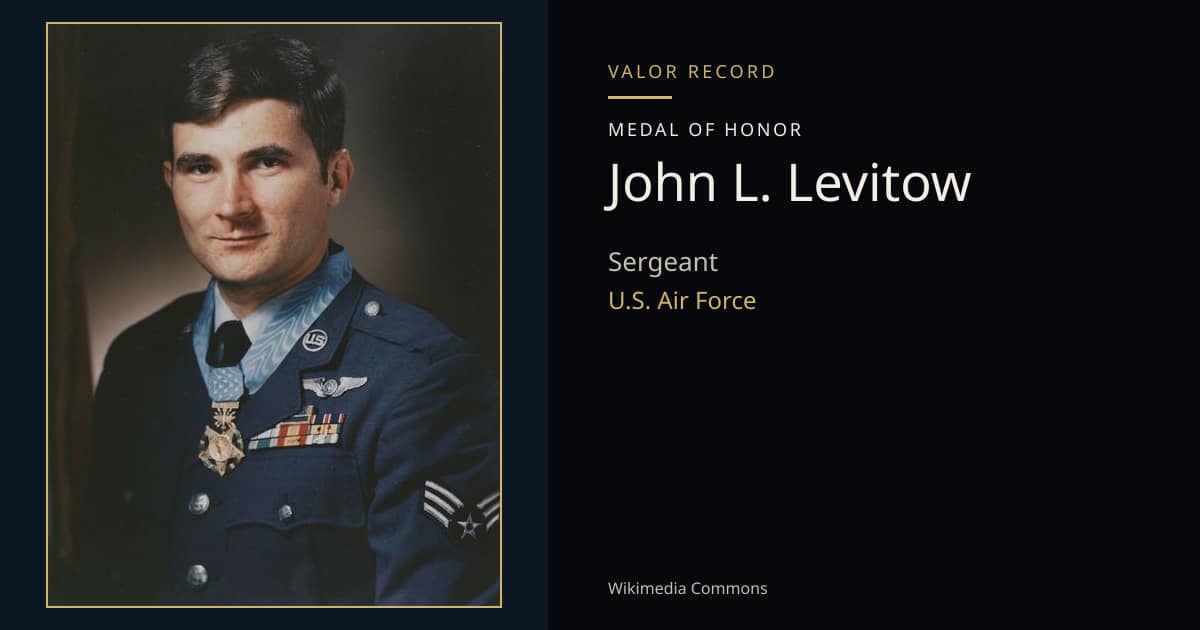 VALOR RECORD
MEDAL OF HONOR
John L. Levitow
Sergeant
U.S. Air Force
Wikimedia Commons
U.S.